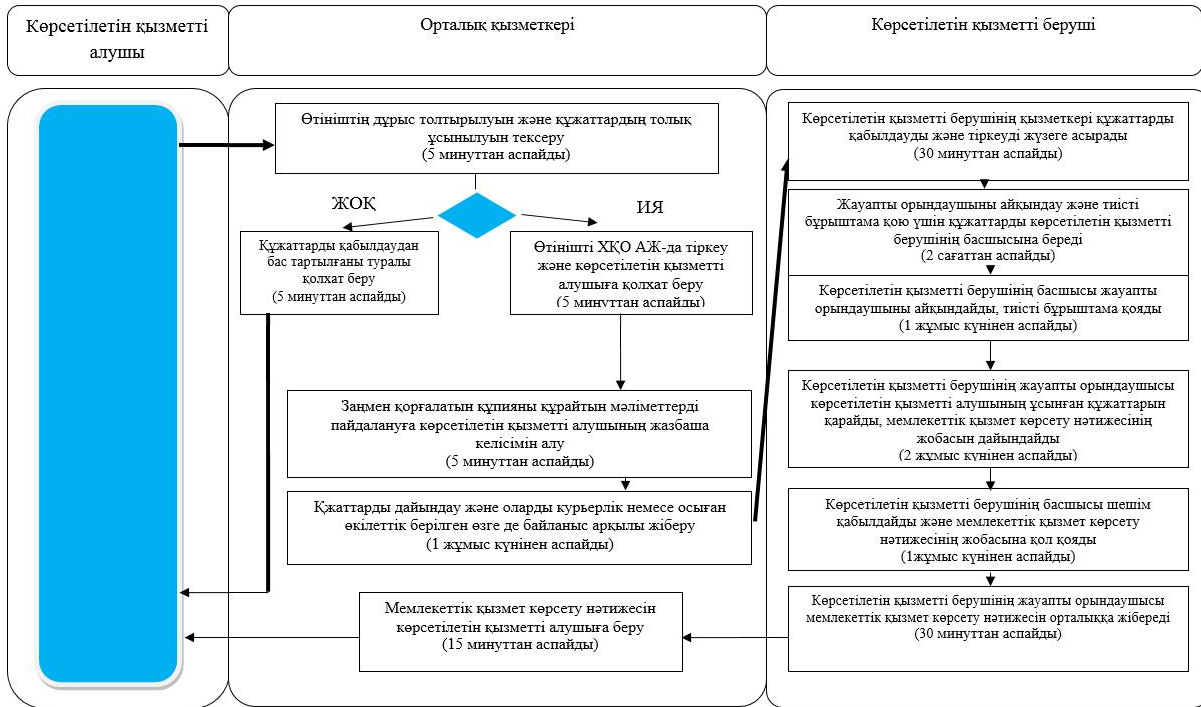 Көрсетілетін қызметті
алушы
Орталық қызметкері
Көрсетілетін қызметті беруші
Өтініштің дұрыс толтырылуын және құжаттардың толық
ұсынылуын тексеру
(5 минуттан аспайды)
ЖОҚ
ИЯ
Құжаттарды қабылдаудан
бас тартылғаны туралы
қолхат беру
(5 минуттан аспайды)
Өтінішті ХҚО АЖ-да тіркеу
және көрсетілетін қызметті
алушыға қолхат беру
(5 минуттан аспайды)
Заңмен қорғалатын құпияны құрайтын мәліметтерді
пайдалануға көрсетілетін қызметті алушының жазбаша
келісімін алу
(5 минуттан аспайды)
Қжаттарды дайындау және оларды курьерлік немесе осыған
өкілеттік берілген өзге де байланыс арқылы жіберу
(1 жұмыс күнінен аспайды)
Мемлекеттік қызмет көрсету нәтижесін
көрсетілетін қызметті алушыға беру
(15 минуттан аспайды)
Көрсетілетін қызметті берушінің қызметкері құжаттарды
қабылдауды және тіркеуді жүзеге асырады
(30 минуттан аспайды)
Жауапты орындаушыны айқындау және тиісті
бұрыштама қою үшін құжаттарды көрсетілетін қызметті
берушінің басшысына береді
(2 сағаттан аспайды)
Көрсетілетін қызметті берушінің басшысы жауапты
орындаушыны айқындайды, тиісті бұрыштама қояды
(1 жұмыс күнінен аспайды)
Көрсетілетін қызметті берушінің жауапты орындаушысы
көрсетілетін қызметті алушының ұсынған құжаттарын
қарайды, мемлекеттік қызмет көрсету нәтижесінің
жобасын дайындайды
(2 жұмыс күнінен аспайды)
Көрсетілетін қызметті берушінің басшысы шешім
қабылдайды және мемлекеттік қызмет көрсету
нәтижесінің жобасына қол қояды
(1жұмыс күнінен аспайды)
Көрсетілетін қызметті берушінің жауапты орындаушысы
мемлекеттік қызмет көрсету нәтижесін орталыққа жібереді
(30 минуттан аспайды)